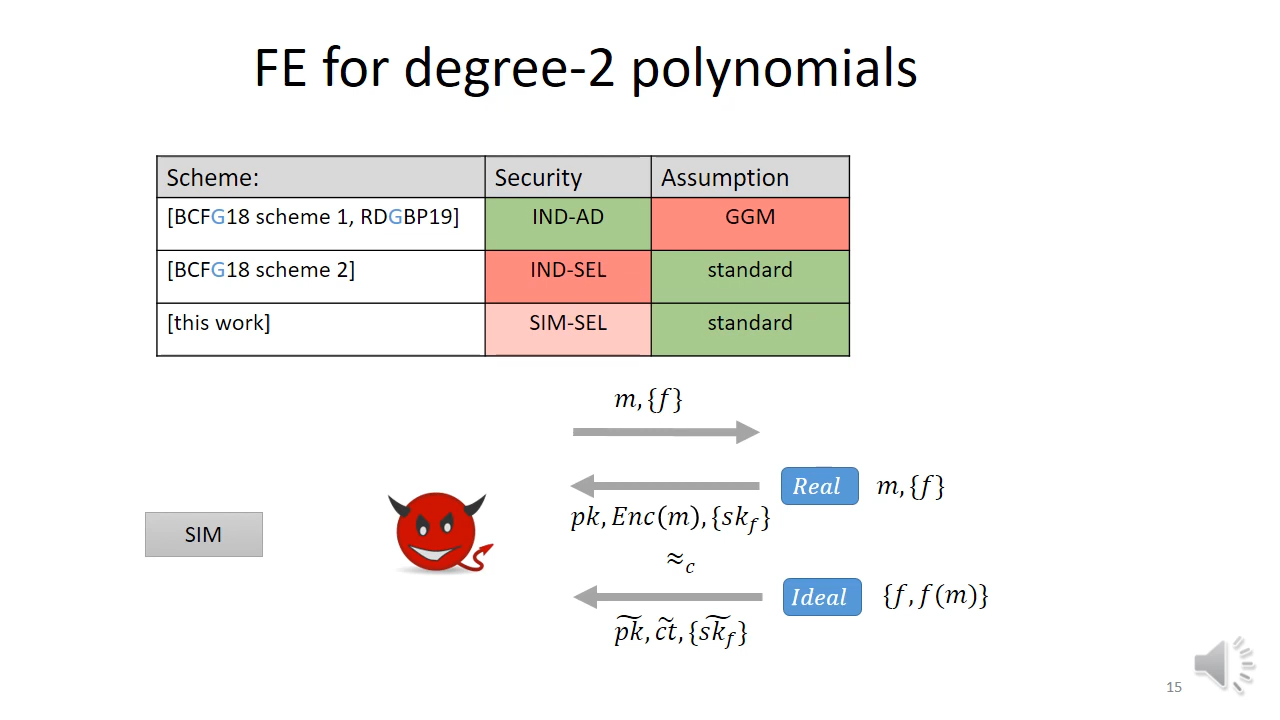 FE for degree-2 polynomials
Scheme: Security Assumption
[BCFG18 scheme 1, RDGBP19] IND-AD GGM
[BCFG18 scheme 2] IND-SEL standard
[this work] SIM-SEL standard
m, {f}
Real m, {f}
pk, Enc(m), {sk_f}
SIM
≈_c
Ideal {f, f(m)}
p͠k, c͠t, {s͠k_f}
15